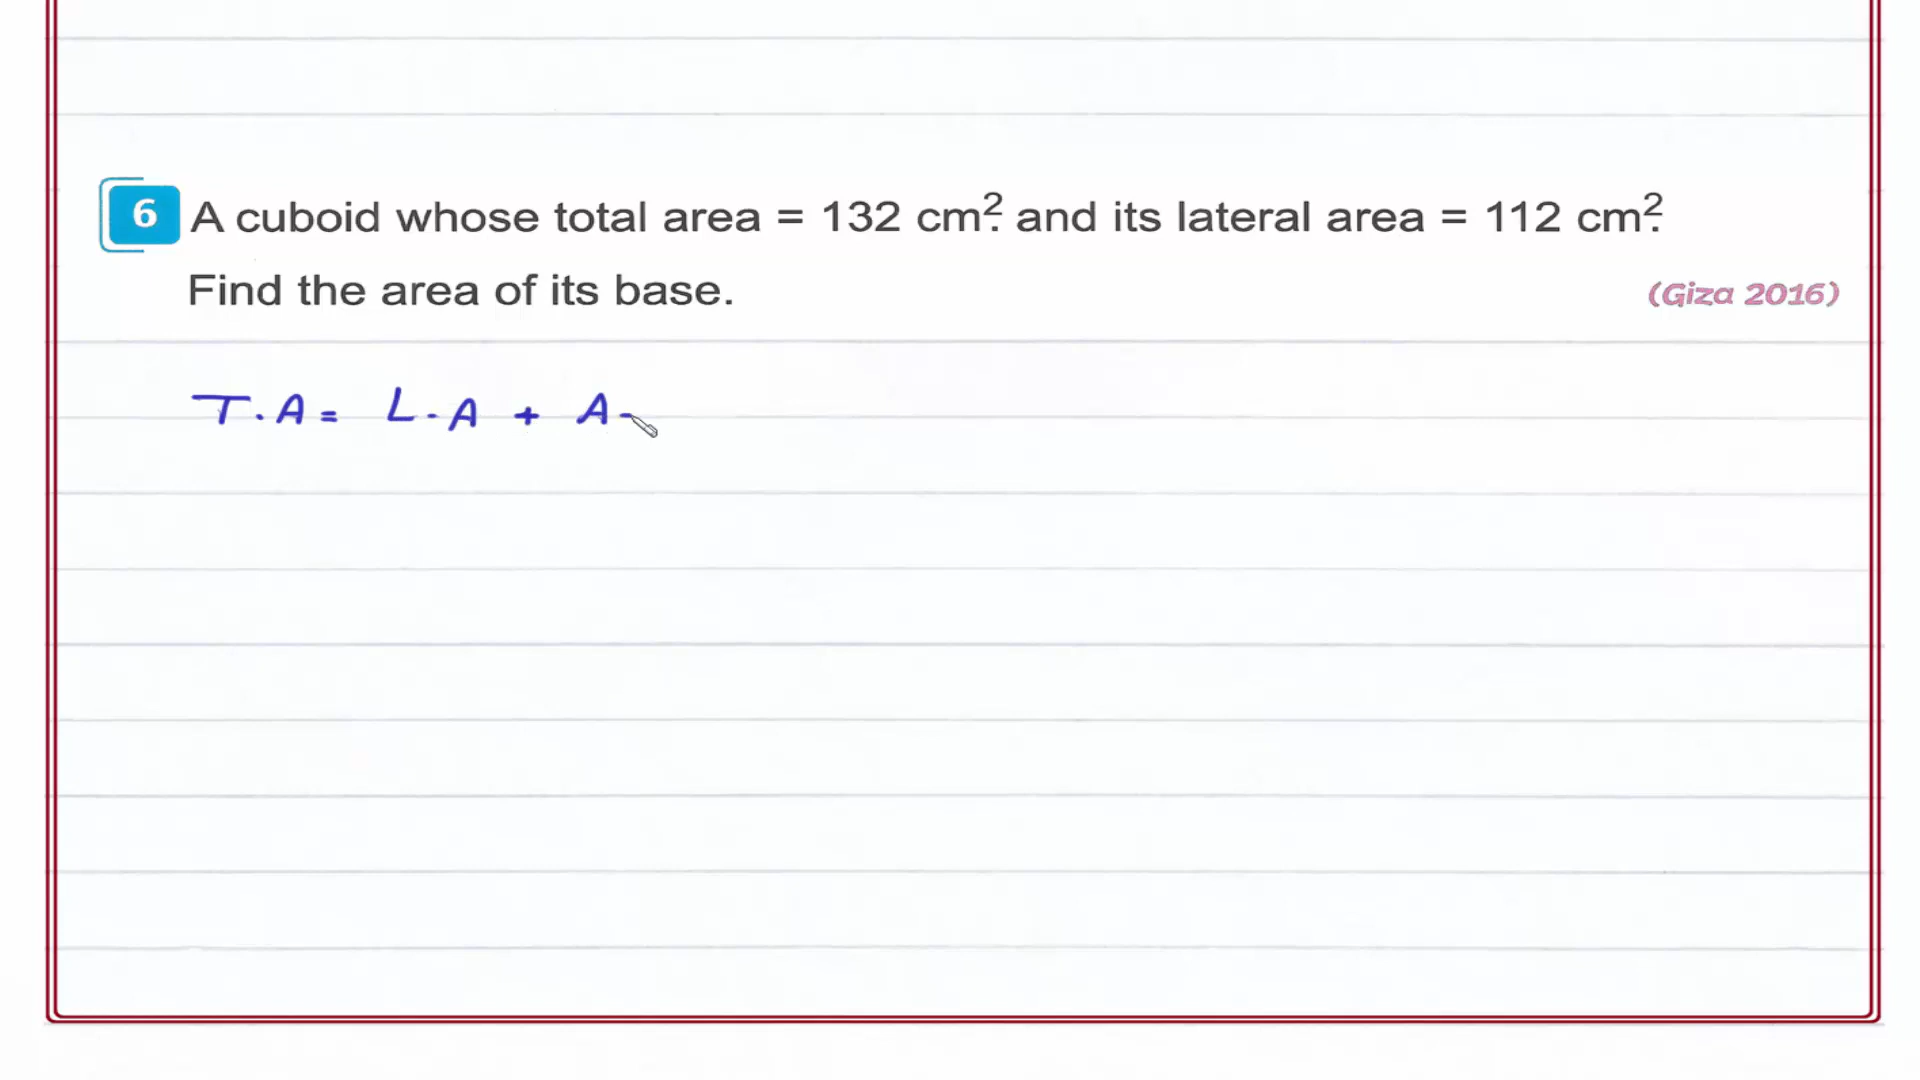 6 A cuboid whose total area = 132 cm². and its lateral area = 112 cm².
Find the area of its base.
(Giza 2016)
T.A = L.A + A -